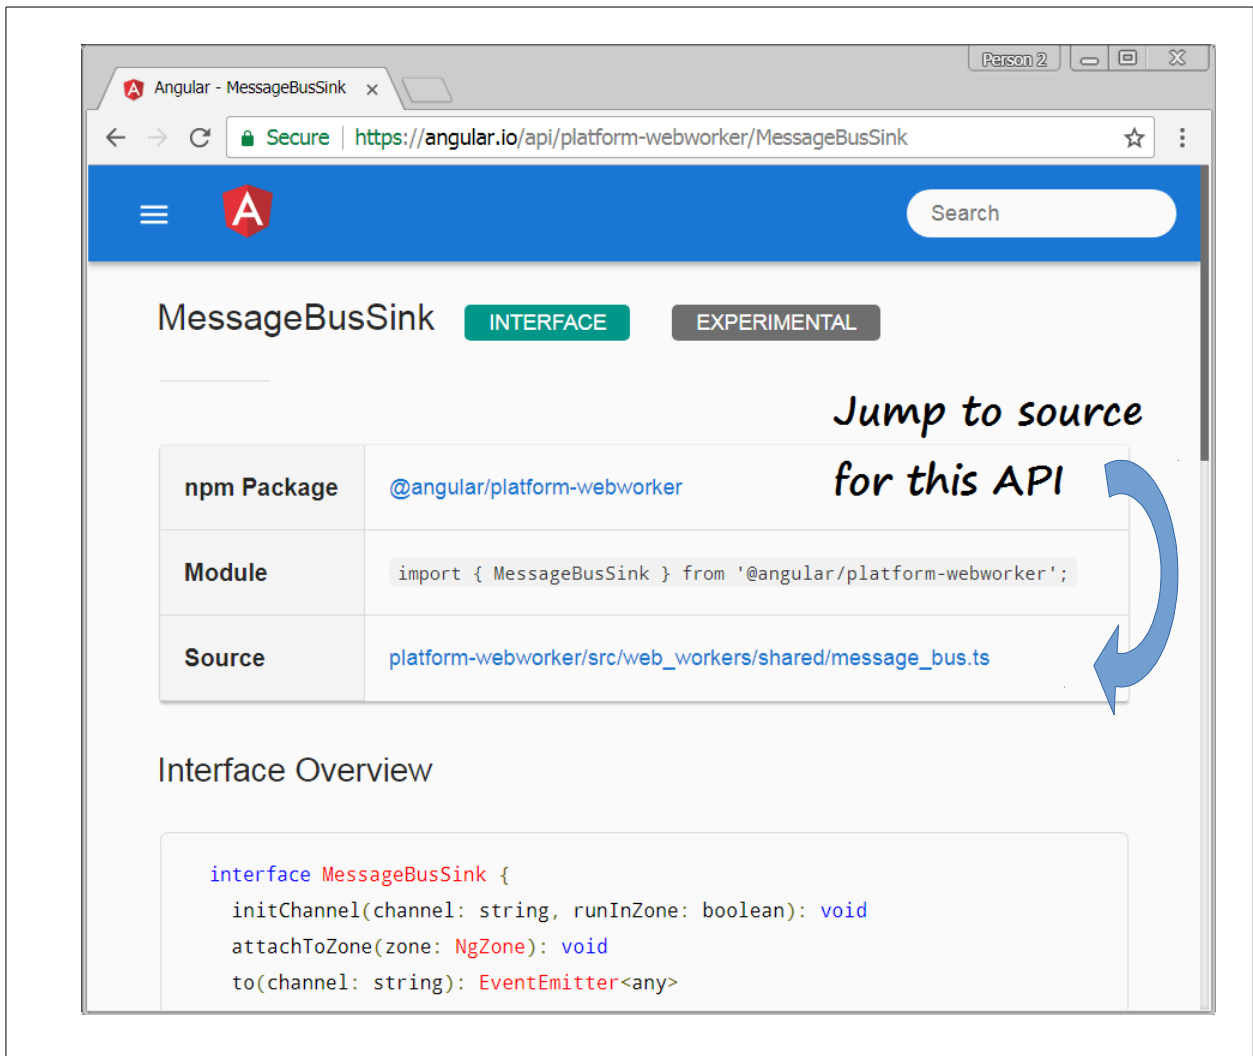 Person 2
Angular - MessageBusSink
Secure https://angular.io/api/platform-webworker/MessageBusSink
A
Search
MessageBusSink INTERFACE EXPERIMENTAL
Jump to source
for this API
npm Package @angular/platform-webworker
Module import { MessageBusSink } from '@angular/platform-webworker';
Source platform-webworker/src/web_workers/shared/message_bus.ts
Interface Overview
interface MessageBusSink {
initChannel(channel: string, runInZone: boolean): void
attachToZone(zone: NgZone): void
to(channel: string): EventEmitter<any>